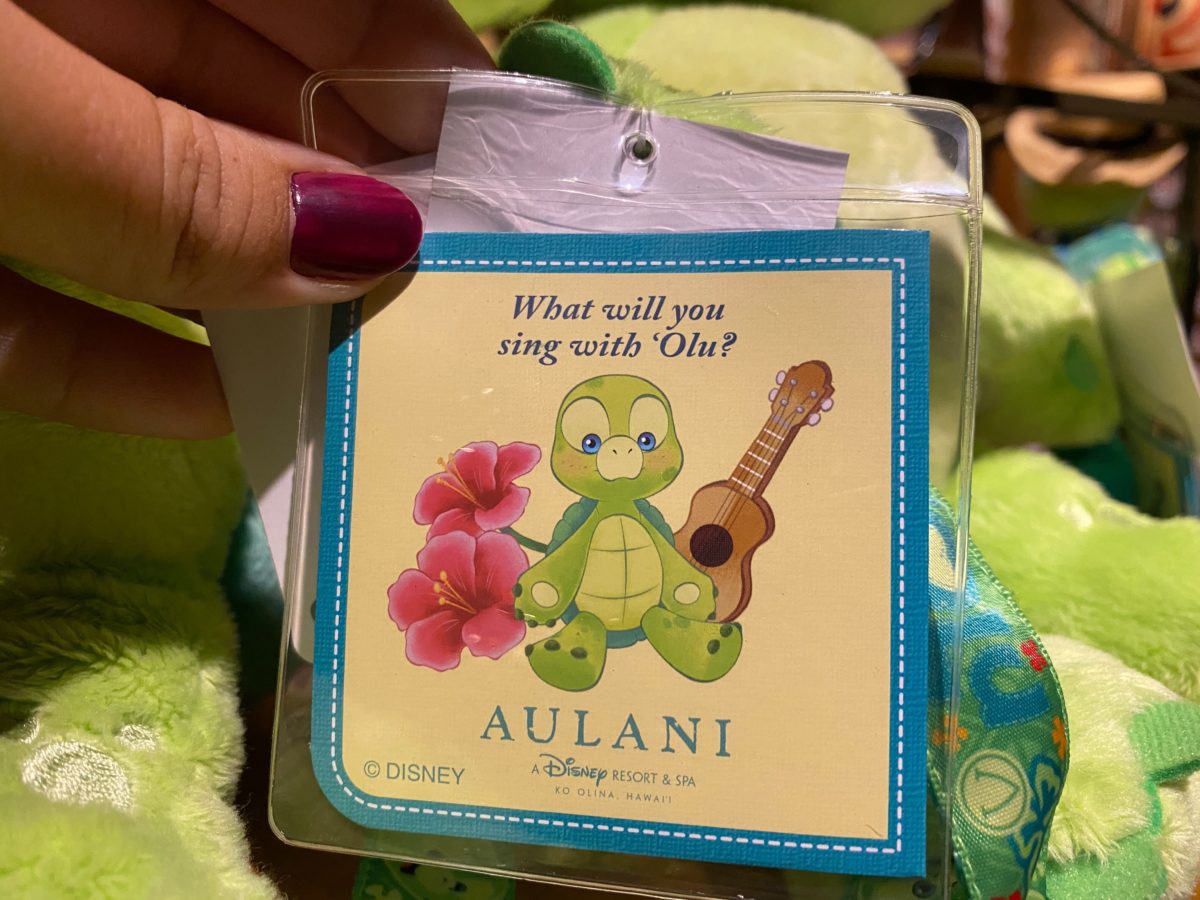 What will you
sing with ‘Olu?
AULANI
A Disney RESORT & SPA
KO OLINA, HAWAI‘I
© DISNEY